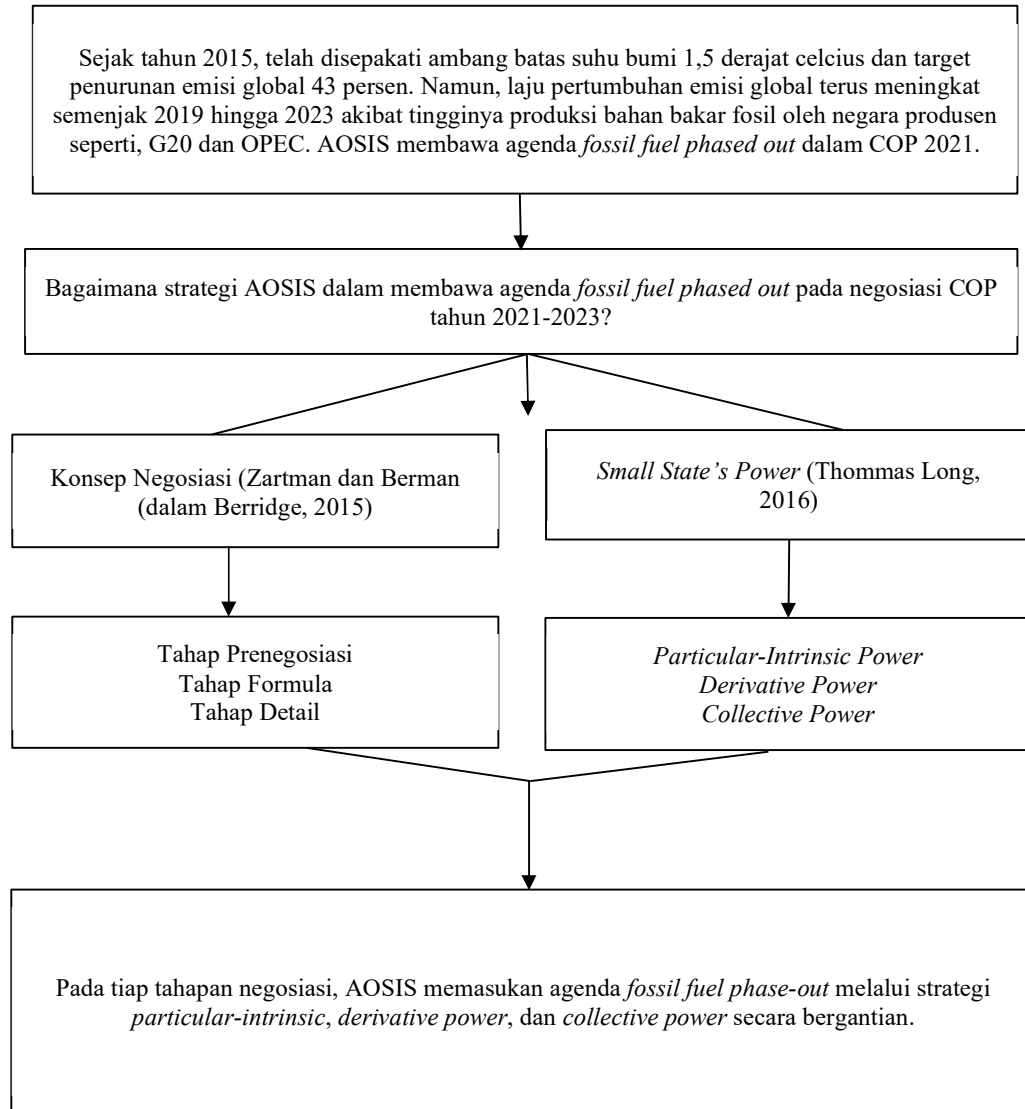 Sejak tahun 2015, telah disepakati ambang batas suhu bumi 1,5 derajat celcius dan target
penurunan emisi global 43 persen. Namun, laju pertumbuhan emisi global terus meningkat
semenjak 2019 hingga 2023 akibat tingginya produksi bahan bakar fosil oleh negara produsen
seperti, G20 dan OPEC. AOSIS membawa agenda fossil fuel phased out dalam COP 2021.
Bagaimana strategi AOSIS dalam membawa agenda fossil fuel phased out pada negosiasi COP
tahun 2021-2023?
Konsep Negosiasi (Zartman dan Berman
(dalam Berridge, 2015)
Small State’s Power (Thommas Long,
2016)
Tahap Prenegosiasi
Tahap Formula
Tahap Detail
Particular-Intrinsic Power
Derivative Power
Collective Power
Pada tiap tahapan negosiasi, AOSIS memasukan agenda fossil fuel phase-out melalui strategi
particular-intrinsic, derivative power, dan collective power secara bergantian.